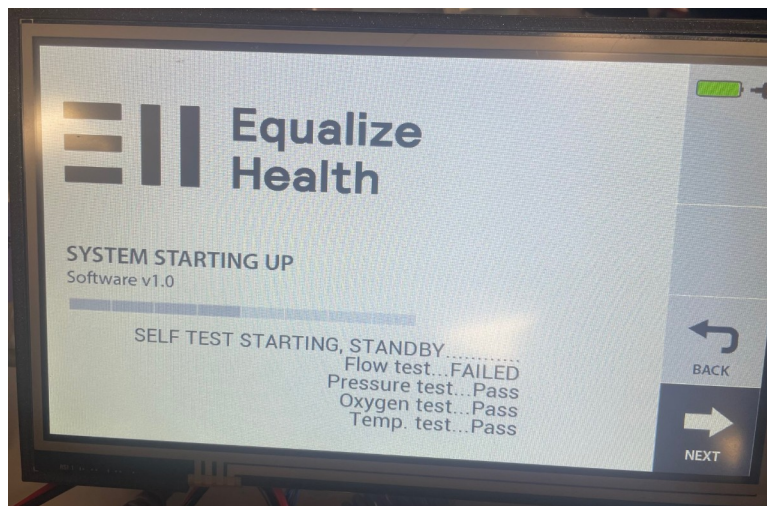 Equalize
Health
SYSTEM STARTING UP
Software v1.0
SELF TEST STARTING, STANDBY............
Flow test...FAILED
Pressure test...Pass
Oxygen test...Pass
Temp. test...Pass
BACK
NEXT